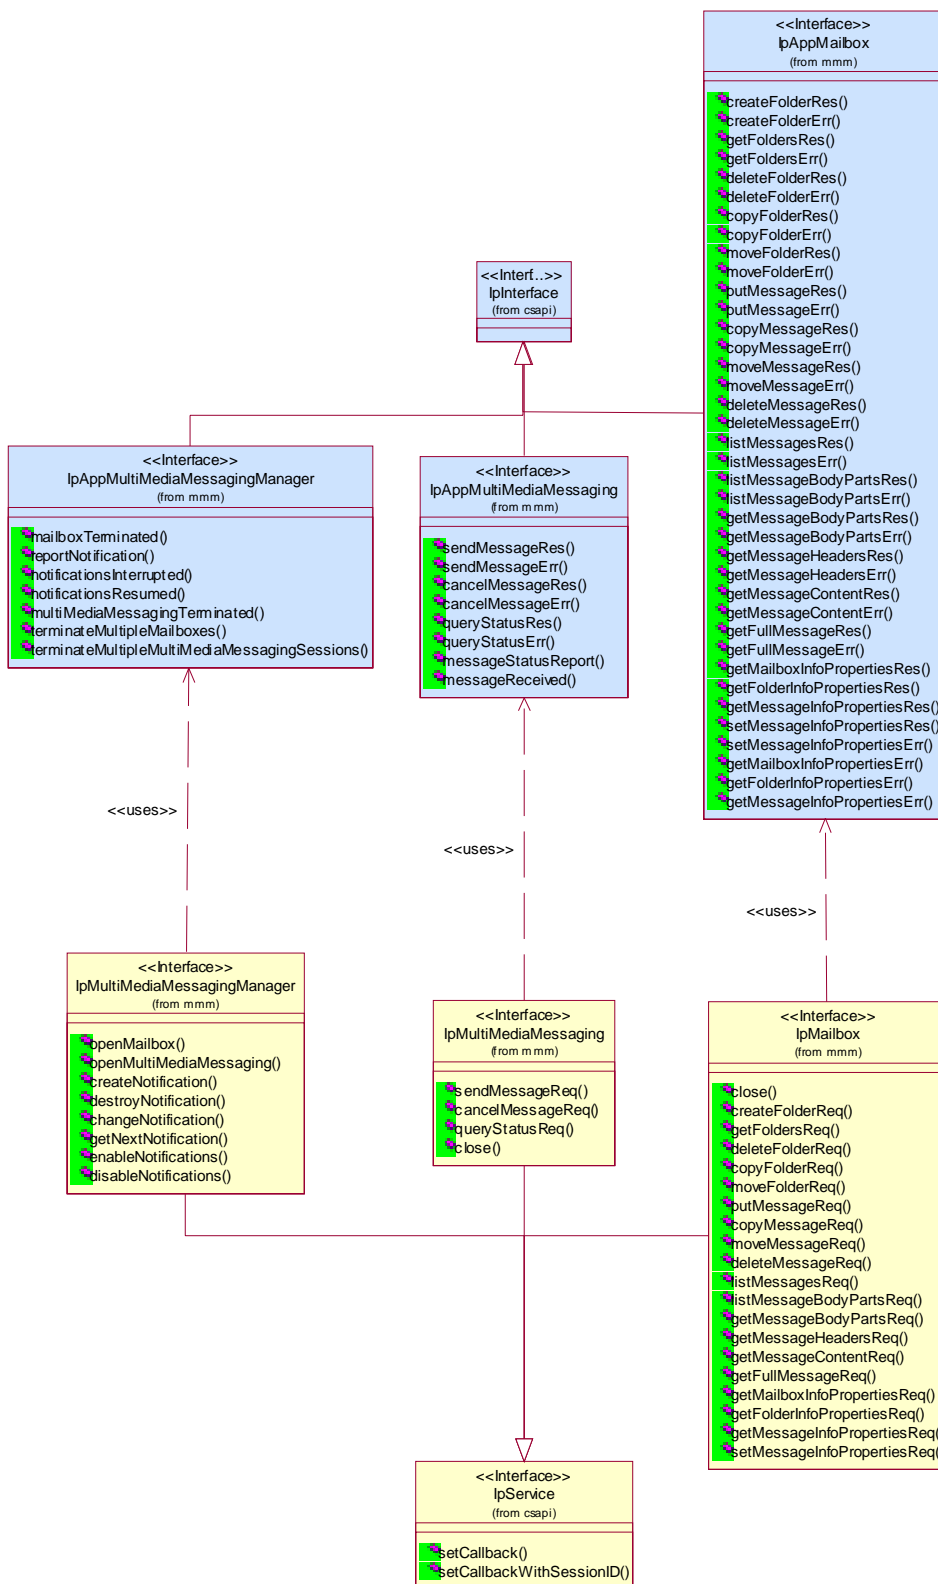 <<Interface>>
IpAppMailbox
(from mmm)
createFolderRes()
createFolderErr()
getFoldersRes()
getFoldersErr()
deleteFolderRes()
deleteFolderErr()
copyFolderRes()
copyFolderErr()
moveFolderRes()
moveFolderErr()
putMessageRes()
putMessageErr()
copyMessageRes()
copyMessageErr()
moveMessageRes()
moveMessageErr()
deleteMessageRes()
deleteMessageErr()
listMessagesRes()
listMessagesErr()
listMessageBodyPartsRes()
listMessageBodyPartsErr()
getMessageBodyPartsRes()
getMessageBodyPartsErr()
getMessageHeadersRes()
getMessageHeadersErr()
getMessageContentRes()
getMessageContentErr()
getFullMessageRes()
getFullMessageErr()
getMailboxInfoPropertiesRes()
getFolderInfoPropertiesRes()
getMessageInfoPropertiesRes()
setMessageInfoPropertiesRes()
setMessageInfoPropertiesErr()
getMailboxInfoPropertiesErr()
getFolderInfoPropertiesErr()
getMessageInfoPropertiesErr()
<<Interf...>>
IpInterface
(from csapi)
<<Interface>>
IpAppMultiMediaMessagingManager
(from mmm)
mailboxTerminated()
reportNotification()
notificationsInterrupted()
notificationsResumed()
multiMediaMessagingTerminated()
terminateMultipleMailboxes()
terminateMultipleMultiMediaMessagingSessions()
<<Interface>>
IpAppMultiMediaMessaging
(from mmm)
sendMessageRes()
sendMessageErr()
cancelMessageRes()
cancelMessageErr()
queryStatusRes()
queryStatusErr()
messageStatusReport()
messageReceived()
<<uses>>
<<uses>>
<<uses>>
<<Interface>>
IpMultiMediaMessagingManager
(from mmm)
openMailbox()
openMultiMediaMessaging()
createNotification()
destroyNotification()
changeNotification()
getNextNotification()
enableNotifications()
disableNotifications()
<<Interface>>
IpMultiMediaMessaging
(from mmm)
sendMessageReq()
cancelMessageReq()
queryStatusReq()
close()
<<Interface>>
IpMailbox
(from mmm)
close()
createFolderReq()
getFoldersReq()
deleteFolderReq()
copyFolderReq()
moveFolderReq()
putMessageReq()
copyMessageReq()
moveMessageReq()
deleteMessageReq()
listMessagesReq()
listMessageBodyPartsReq()
getMessageBodyPartsReq()
getMessageHeadersReq()
getMessageContentReq()
getFullMessageReq()
getMailboxInfoPropertiesReq()
getFolderInfoPropertiesReq()
getMessageInfoPropertiesReq()
setMessageInfoPropertiesReq()
<<Interface>>
IpService
(from csapi)
setCallback()
setCallbackWithSessionID()